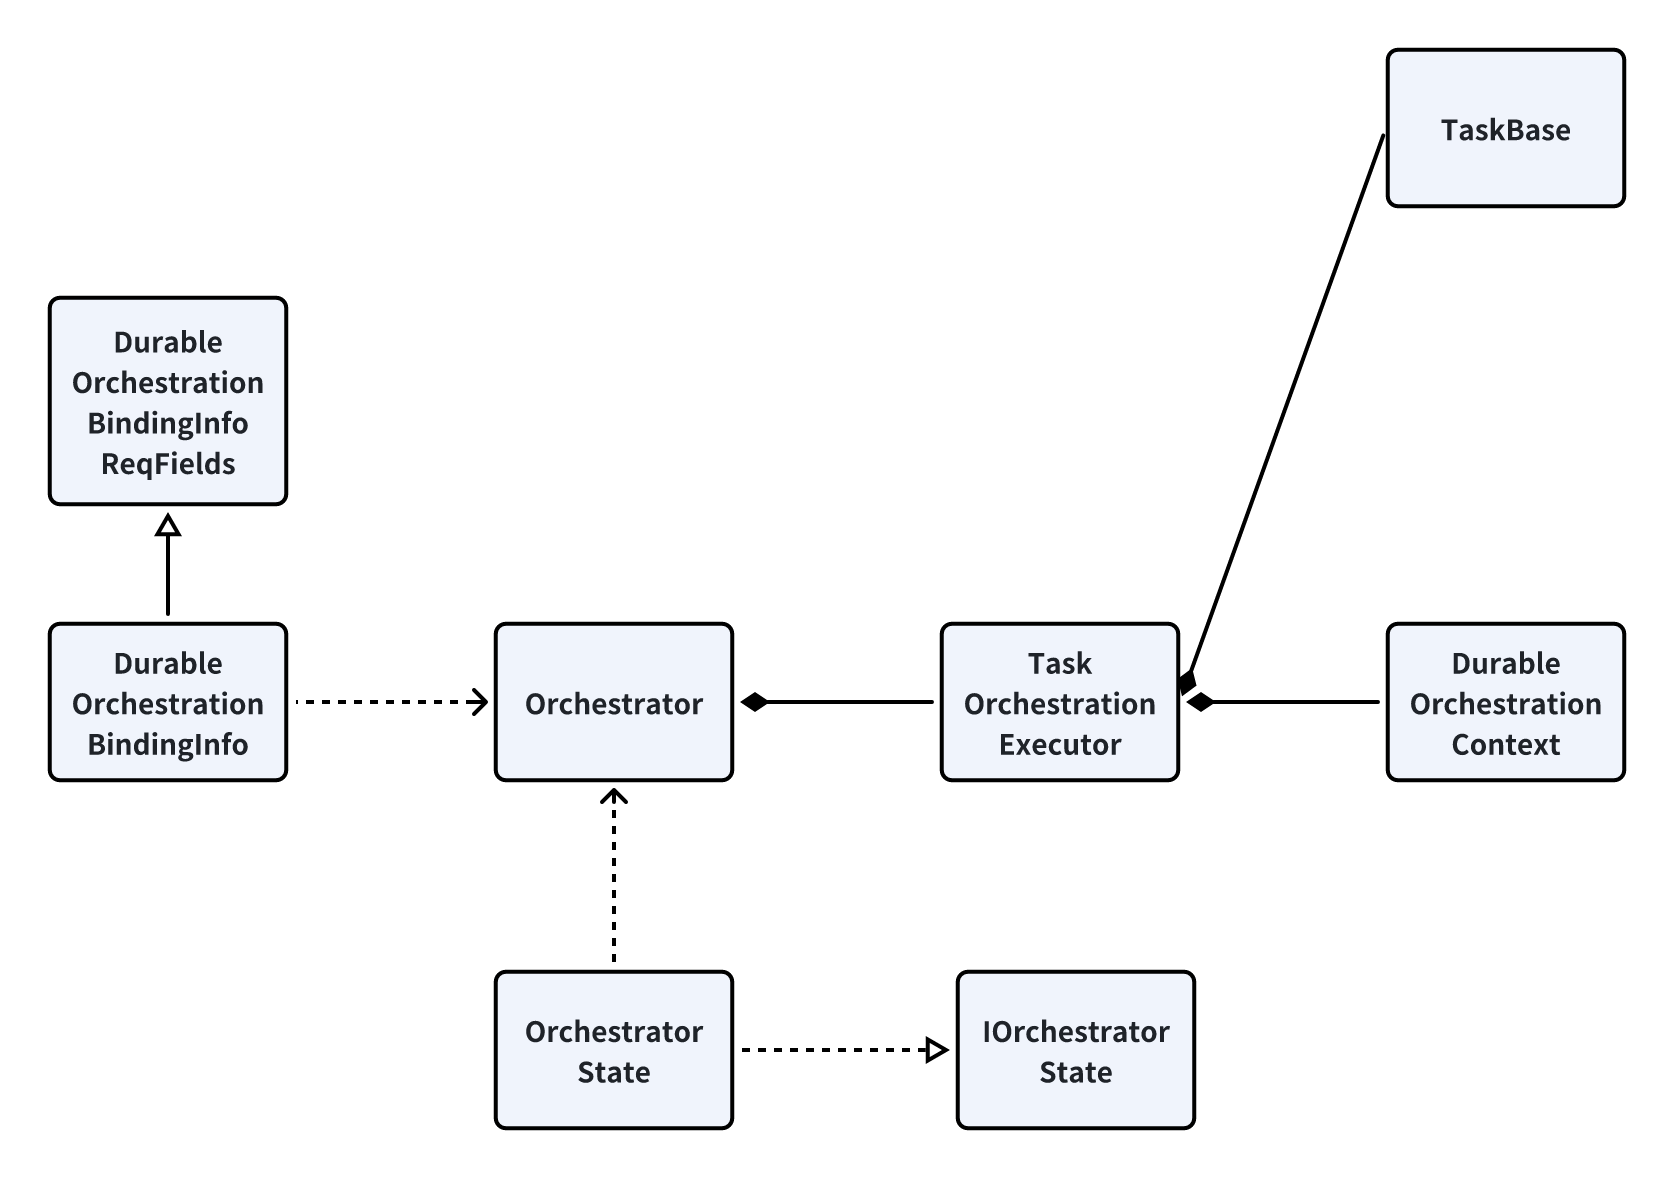 TaskBase
Durable
Orchestration
BindingInfo
ReqFields
Durable
Orchestration
BindingInfo
Orchestrator
Task
Orchestration
Executor
Durable
Orchestration
Context
Orchestrator
State
IOrchestrator
State